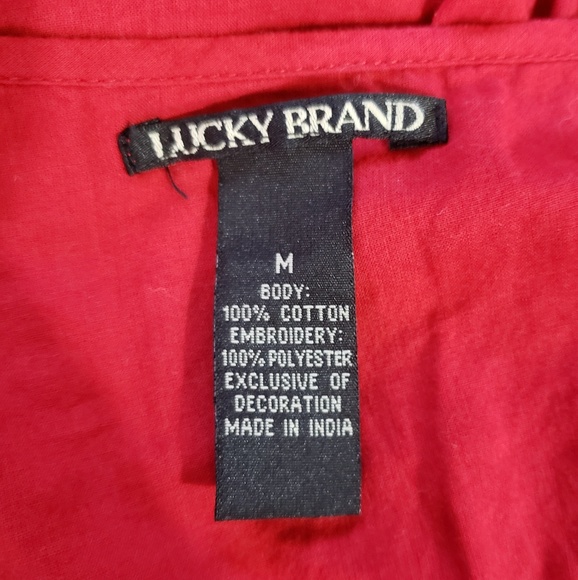 LUCKY BRAND
M
BODY:
100% COTTON
EMBROIDERY:
100% POLYESTER
EXCLUSIVE OF
DECORATION
MADE IN INDIA